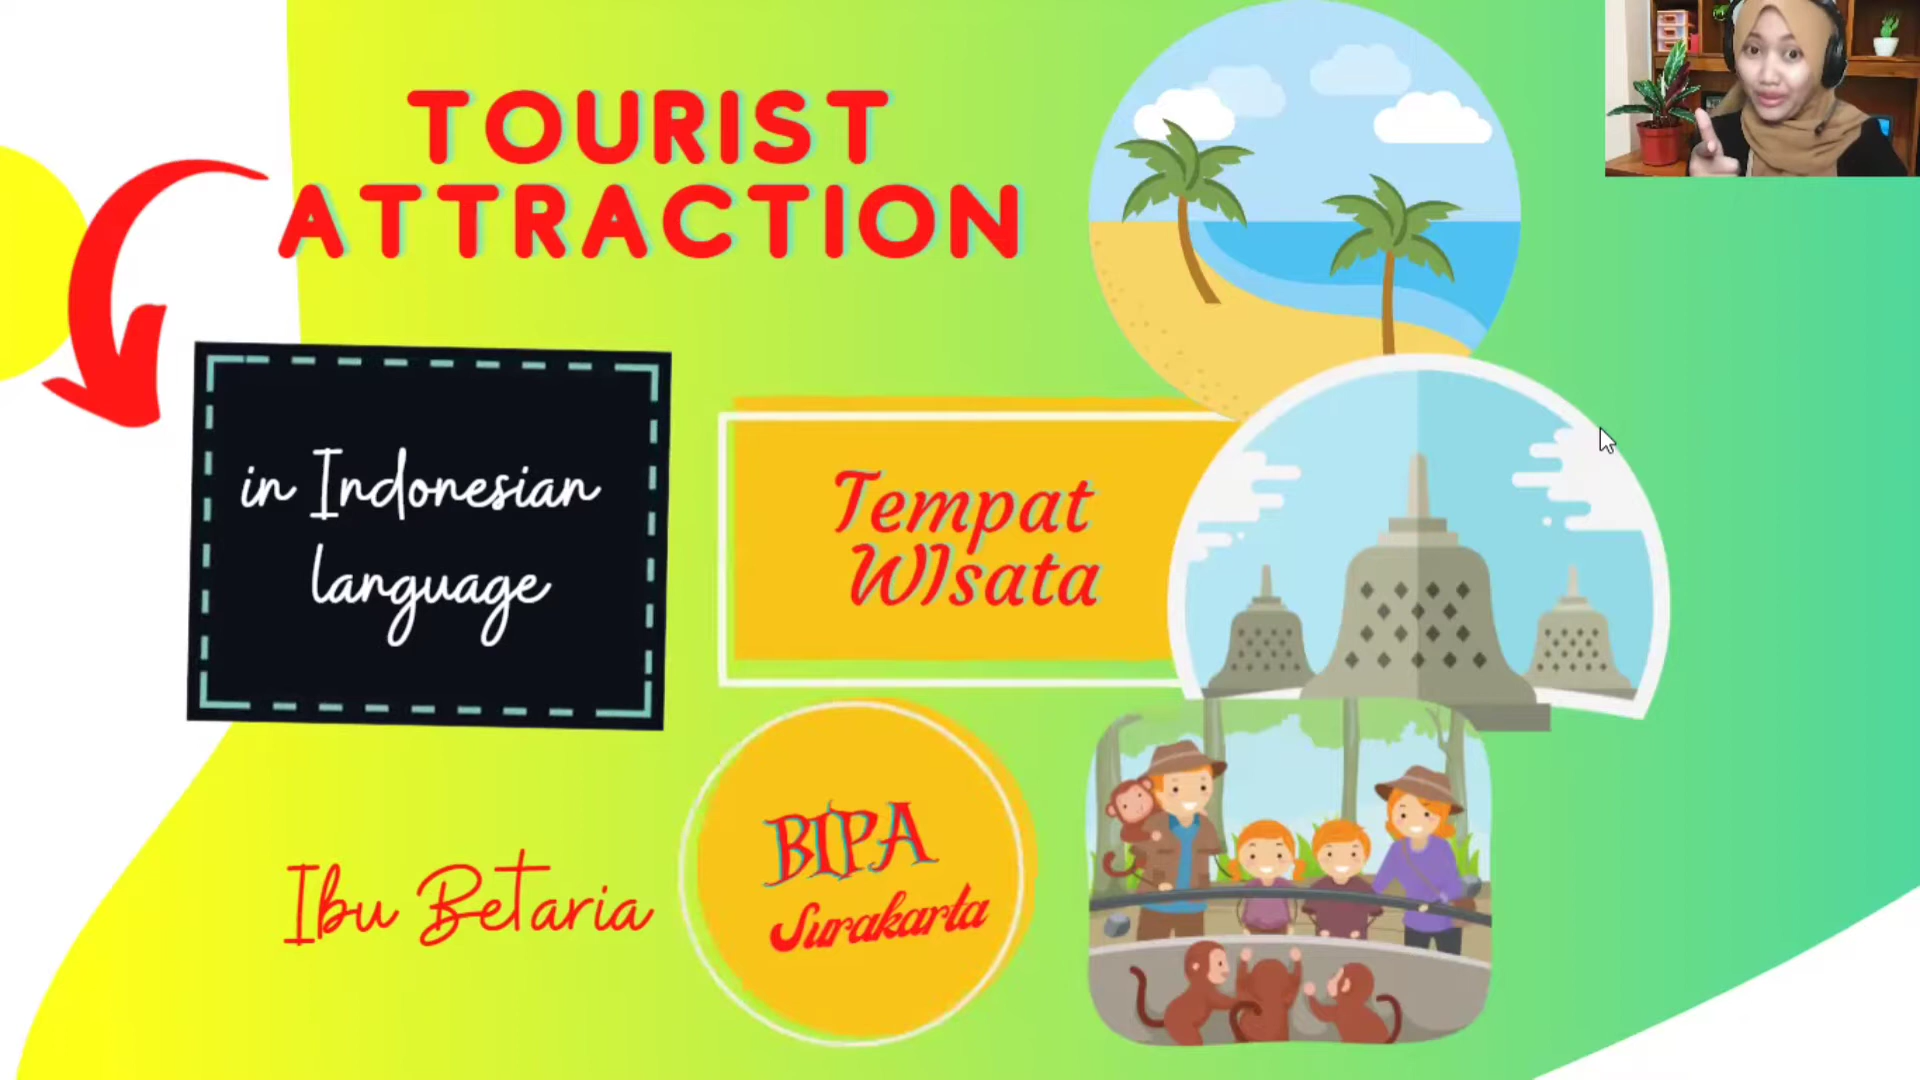 TOURIST
ATTRACTION
in Indonesian
language
Tempat
WIsata
BIPA
Surakarta
Ibu Betaria